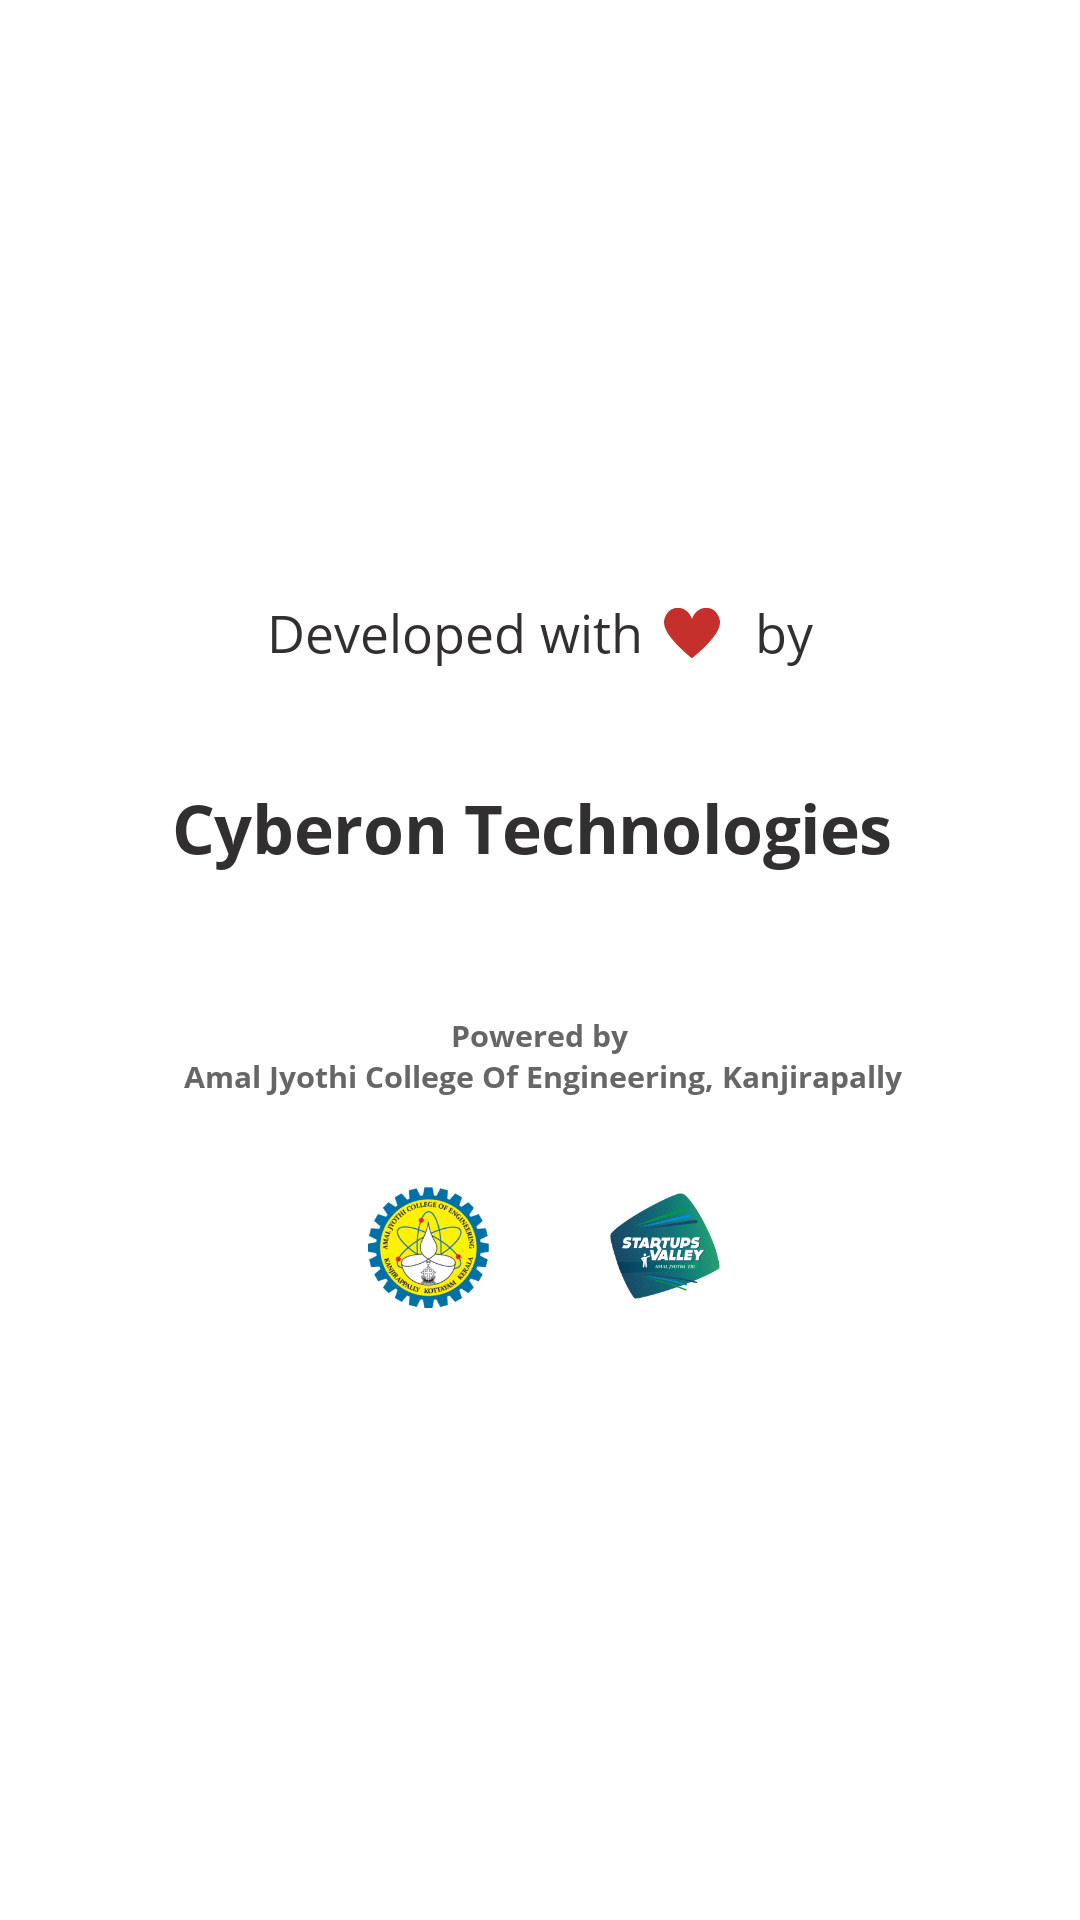 Developed with ❤ by
Cyberon Technologies
Powered by
Amal Jyothi College Of Engineering, Kanjirapally
AMAL JYOTHI COLLEGE OF ENGINEERING
KANJIRAPPALLY KOTTAYAM KERALA
STARTUPS
VALLEY
AMAL JYOTHI TBI